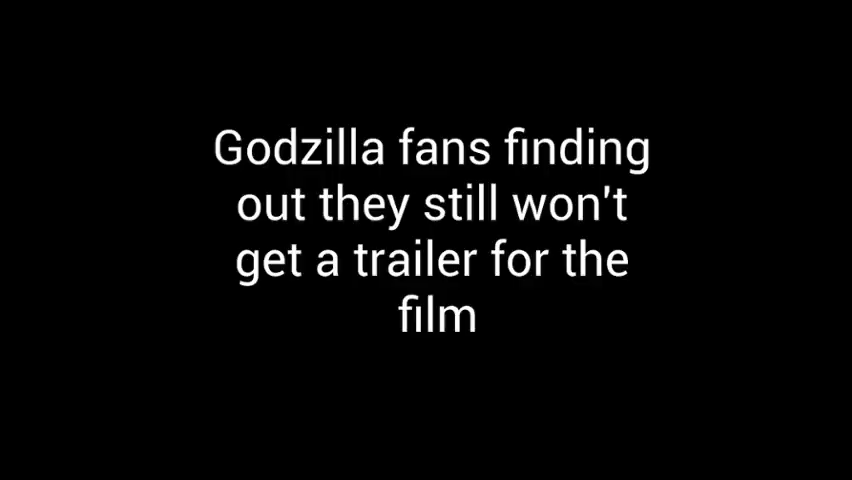 Godzilla fans finding
out they still won't
get a trailer for the
film